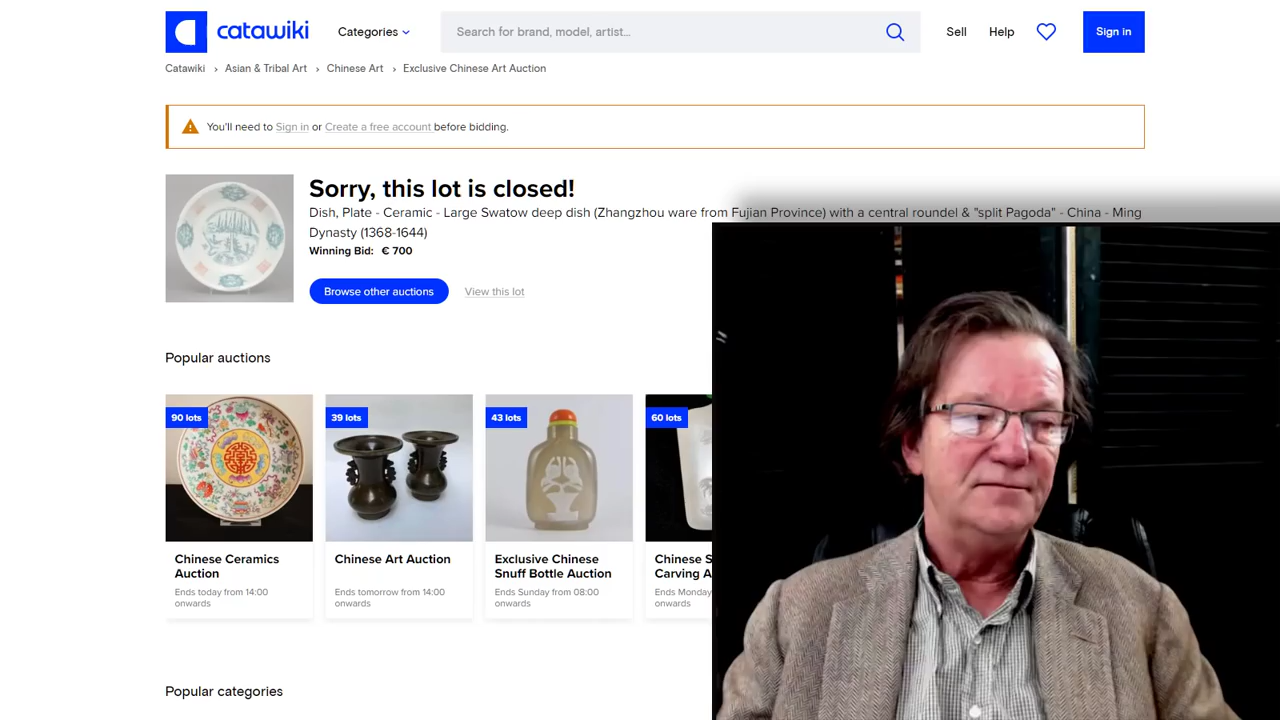 catawiki
Categories
Search for brand, model, artist...
Sell
Help
Sign in
Catawiki › Asian & Tribal Art › Chinese Art › Exclusive Chinese Art Auction
You'll need to Sign in or Create a free account before bidding.
Sorry, this lot is closed!
Dish, Plate - Ceramic - Large Swatow deep dish (Zhangzhou ware from Fujian Province) with a central roundel & "split Pagoda" - China - Ming
Dynasty (1368-1644)
Winning Bid: € 700
Browse other auctions
View this lot
Popular auctions
90 lots
39 lots
43 lots
60 lots
Chinese Ceramics
Auction
Ends today from 14:00
onwards
Chinese Art Auction
Ends tomorrow from 14:00
onwards
Exclusive Chinese
Snuff Bottle Auction
Ends Sunday from 08:00
onwards
Chinese S
Carving A
Ends Monday
onwards
Popular categories